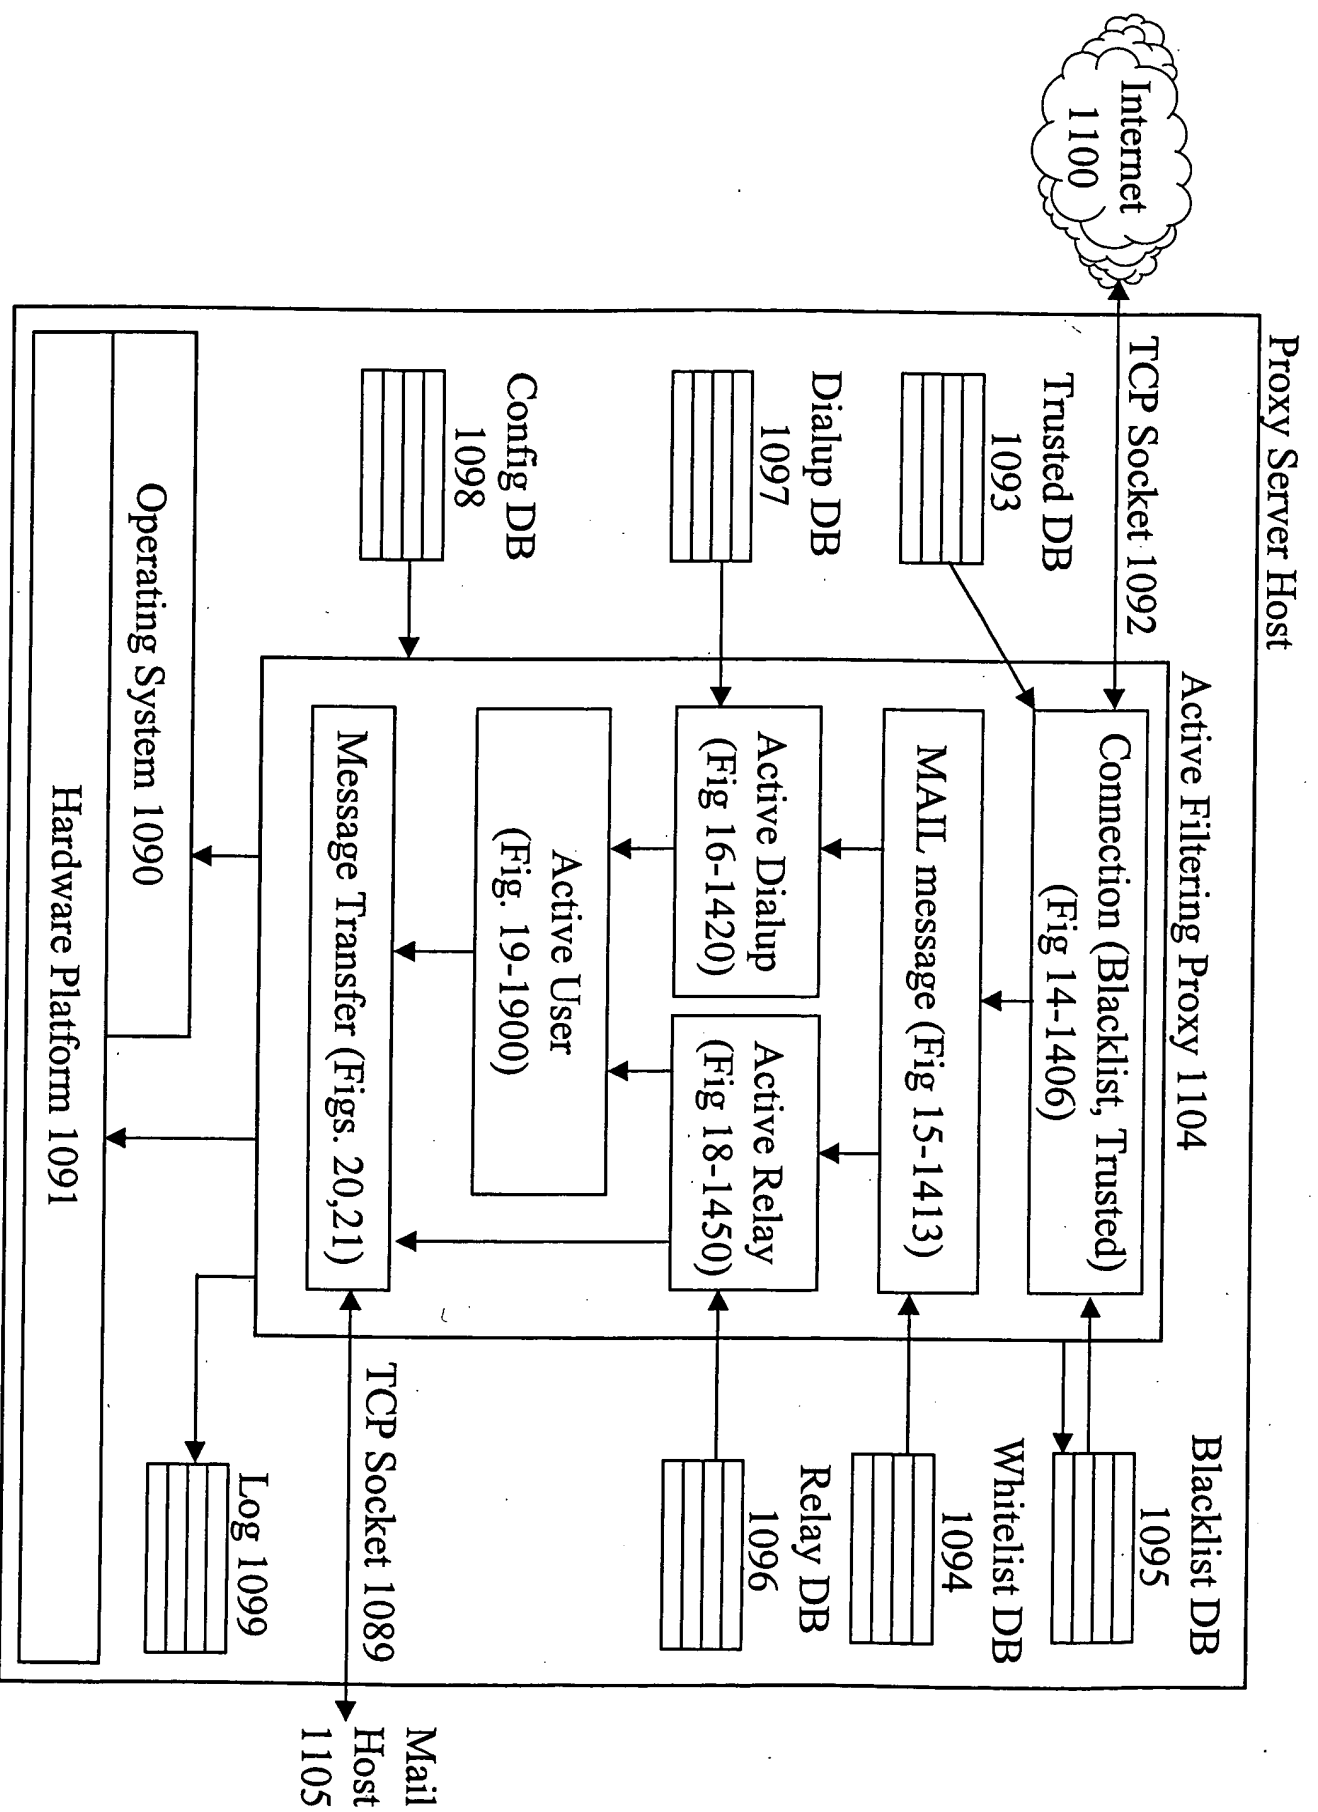 Proxy Server Host
Internet
1100
TCP Socket 1092
Active Filtering Proxy 1104
Blacklist DB
1095
Trusted DB
1093
Connection (Blacklist, Trusted)
(Fig 14-1406)
Whitelist DB
1094
MAIL message (Fig 15-1413)
Dialup DB
1097
Active Dialup
(Fig 16-1420)
Active Relay
(Fig 18-1450)
Relay DB
1096
Config DB
1098
Active User
(Fig. 19-1900)
Message Transfer (Figs. 20,21)
TCP Socket 1089
Mail
Host
1105
Log 1099
Operating System 1090
Hardware Platform 1091